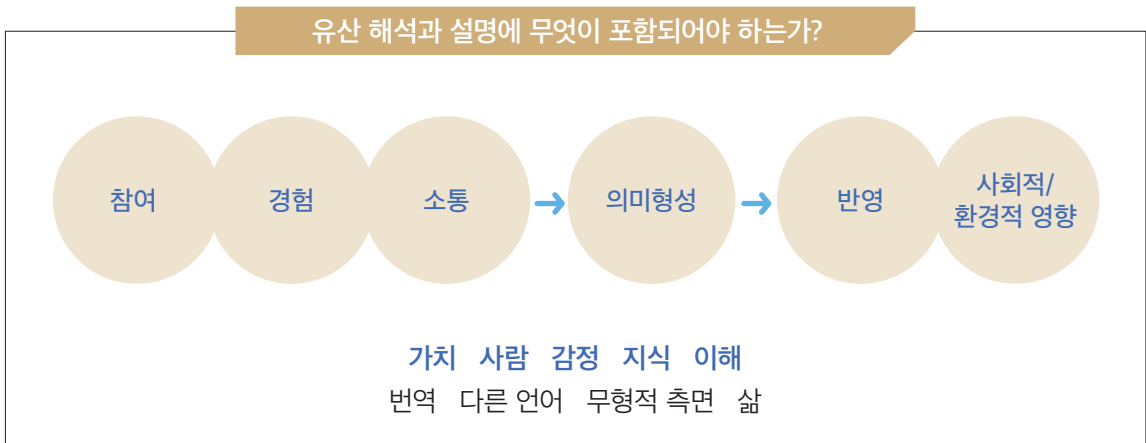 유산 해석과 설명에 무엇이 포함되어야 하는가?
참여
경험
소통
의미형성
반영
사회적/
환경적 영향
가치 사람 감정 지식 이해
번역 다른 언어 무형적 측면 삶